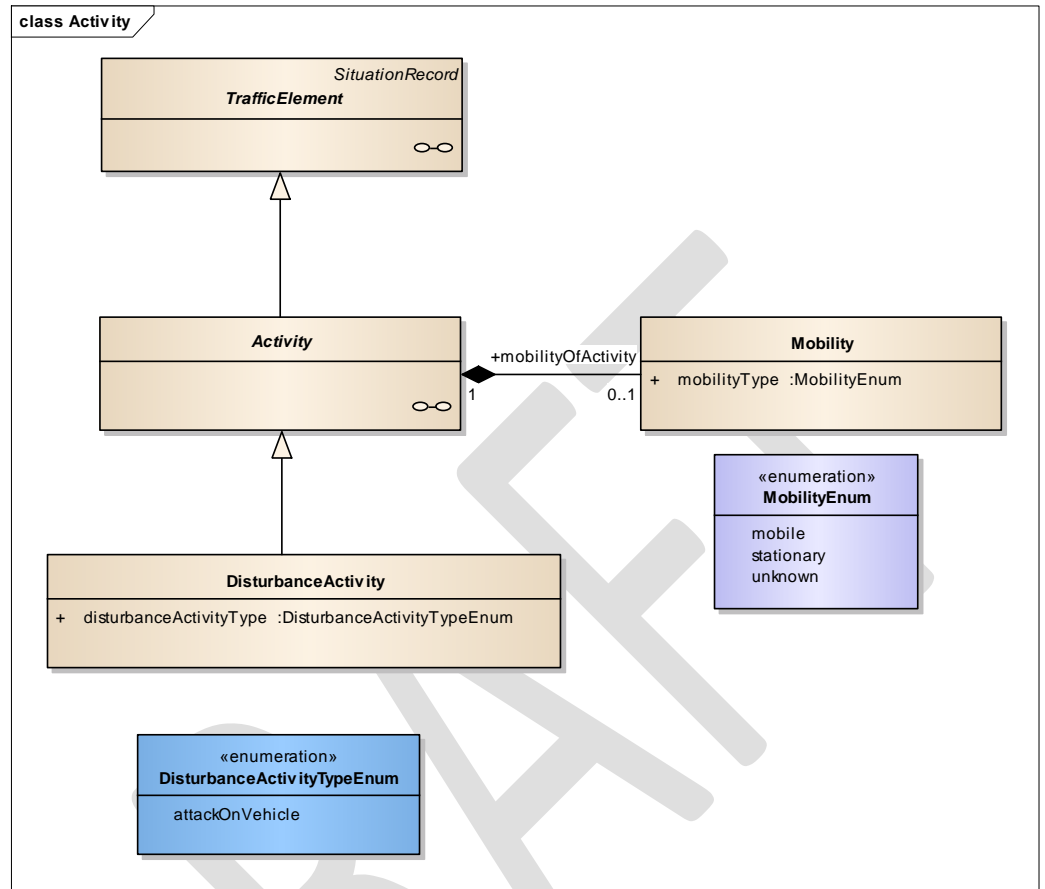 class Activity
SituationRecord
TrafficElement
Activity
+mobilityOfActivity
1
0..1
Mobility
+ mobilityType :MobilityEnum
«enumeration»
MobilityEnum
mobile
stationary
unknown
DisturbanceActivity
+ disturbanceActivityType :DisturbanceActivityTypeEnum
«enumeration»
DisturbanceActivityTypeEnum
attackOnVehicle
DRAFT